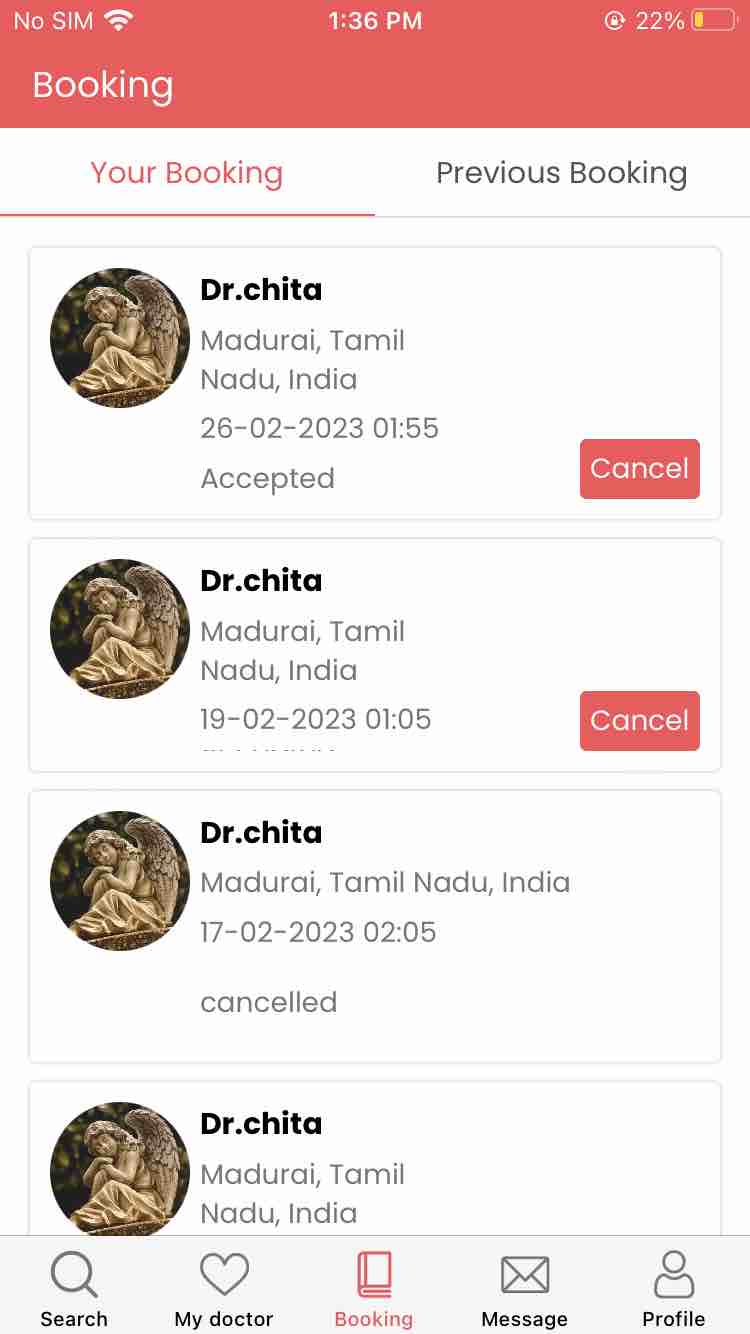 No SIM
1:36 PM
22%
Booking
Your Booking
Previous Booking
Dr.chita
Madurai, Tamil
Nadu, India
26-02-2023 01:55
Accepted
Cancel
Dr.chita
Madurai, Tamil
Nadu, India
19-02-2023 01:05
Cancel
Dr.chita
Madurai, Tamil Nadu, India
17-02-2023 02:05
cancelled
Dr.chita
Madurai, Tamil
Nadu, India
Search
My doctor
Booking
Message
Profile